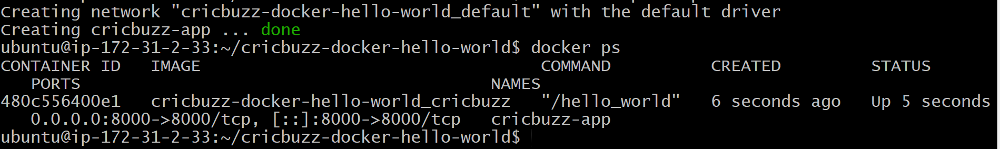 Creating network "cricbuzz-docker-hello-world_default" with the default driver
Creating cricbuzz-app ... done
ubuntu@ip-172-31-2-33:~/cricbuzz-docker-hello-world$ docker ps
CONTAINER ID   IMAGE                                  COMMAND          CREATED         STATUS
   PORTS                                         NAMES
480c556400e1   cricbuzz-docker-hello-world_cricbuzz   "/hello_world"   6 seconds ago   Up 5 seconds
   0.0.0.0:8000->8000/tcp, [::]:8000->8000/tcp   cricbuzz-app
ubuntu@ip-172-31-2-33:~/cricbuzz-docker-hello-world$